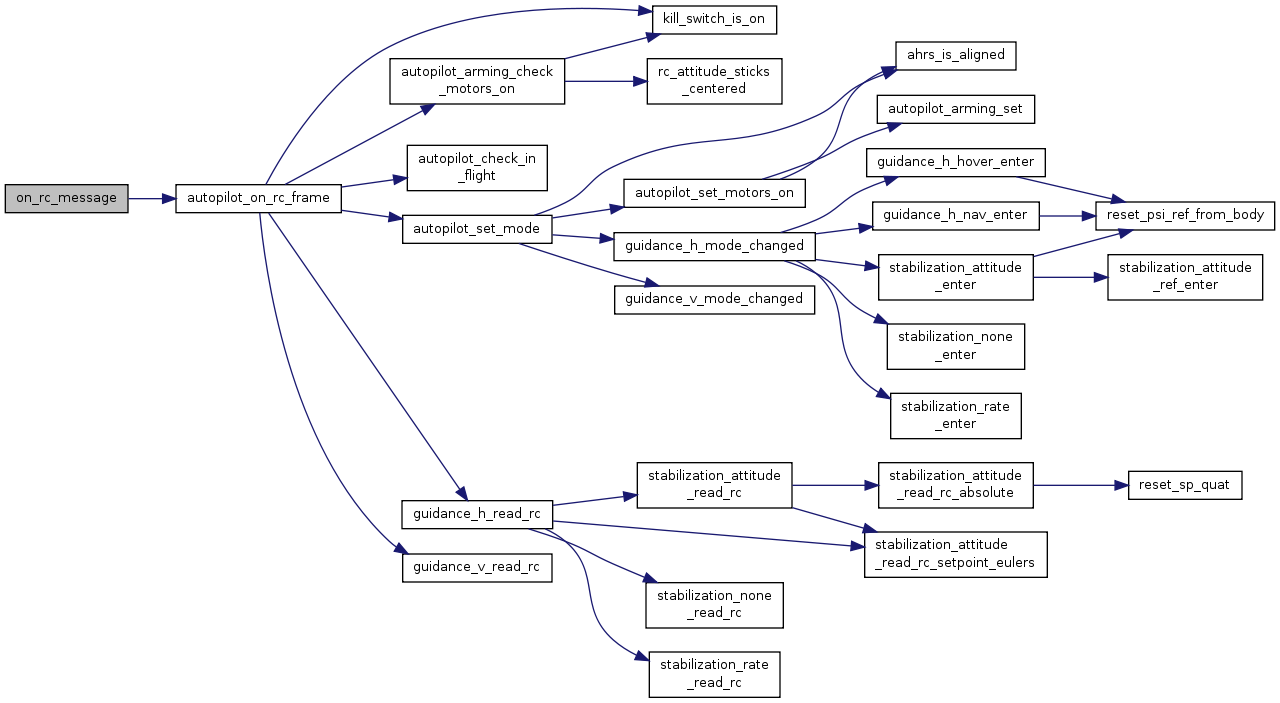 on_rc_message
autopilot_on_rc_frame
kill_switch_is_on
autopilot_arming_check
_motors_on
rc_attitude_sticks
_centered
autopilot_check_in
_flight
autopilot_set_mode
ahrs_is_aligned
autopilot_set_motors_on
autopilot_arming_set
guidance_h_mode_changed
guidance_h_hover_enter
reset_psi_ref_from_body
guidance_h_nav_enter
stabilization_attitude
_enter
stabilization_attitude
_ref_enter
stabilization_none
_enter
stabilization_rate
_enter
guidance_v_mode_changed
guidance_h_read_rc
stabilization_attitude
_read_rc
stabilization_attitude
_read_rc_absolute
reset_sp_quat
stabilization_attitude
_read_rc_setpoint_eulers
stabilization_none
_read_rc
stabilization_rate
_read_rc
guidance_v_read_rc